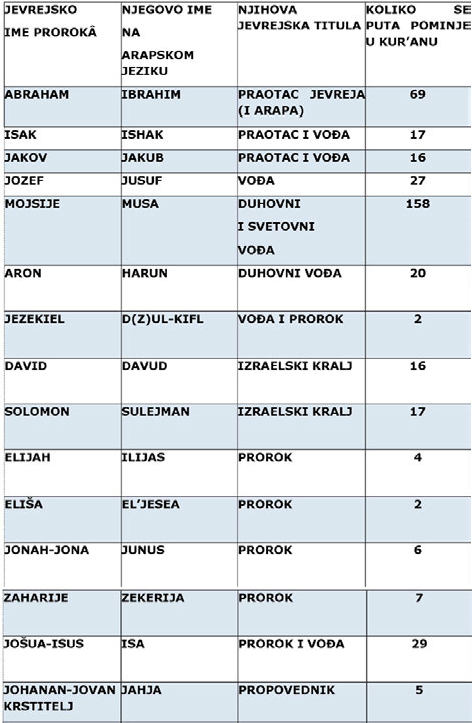 JEVREJSKO IME PROROKÂ NJEGOVO IME NA ARAPSKOM JEZIKU NJIHOVA JEVREJSKA TITULA KOLIKO SE PUTA POMINJE U KUR’ANU
ABRAHAM IBRAHIM PRAOTAC JEVREJA (I ARAPA) 69
ISAK ISHAK PRAOTAC I VOĐA 17
JAKOV JAKUB PRAOTAC I VOĐA 16
JOZEF JUSUF VOĐA 27
MOJSIJE MUSA DUHOVNI I SVETOVNI VOĐA 158
ARON HARUN DUHOVNI VOĐA 20
JEZEKIEL D(Z)UL-KIFL VOĐA I PROROK 2
DAVID DAVUD IZRAELSKI KRALJ 16
SOLOMON SULEJMAN IZRAELSKI KRALJ 17
ELIJAH ILIJAS PROROK 4
ELIŠA EL’JESEA PROROK 2
JONAH-JONA JUNUS PROROK 6
ZAHARIJE ZEKERIJA PROROK 7
JOŠUA-ISUS ISA PROROK I VOĐA 29
JOHANAN-JOVAN KRSTITELJ JAHJA PROPOVEDNIK 5